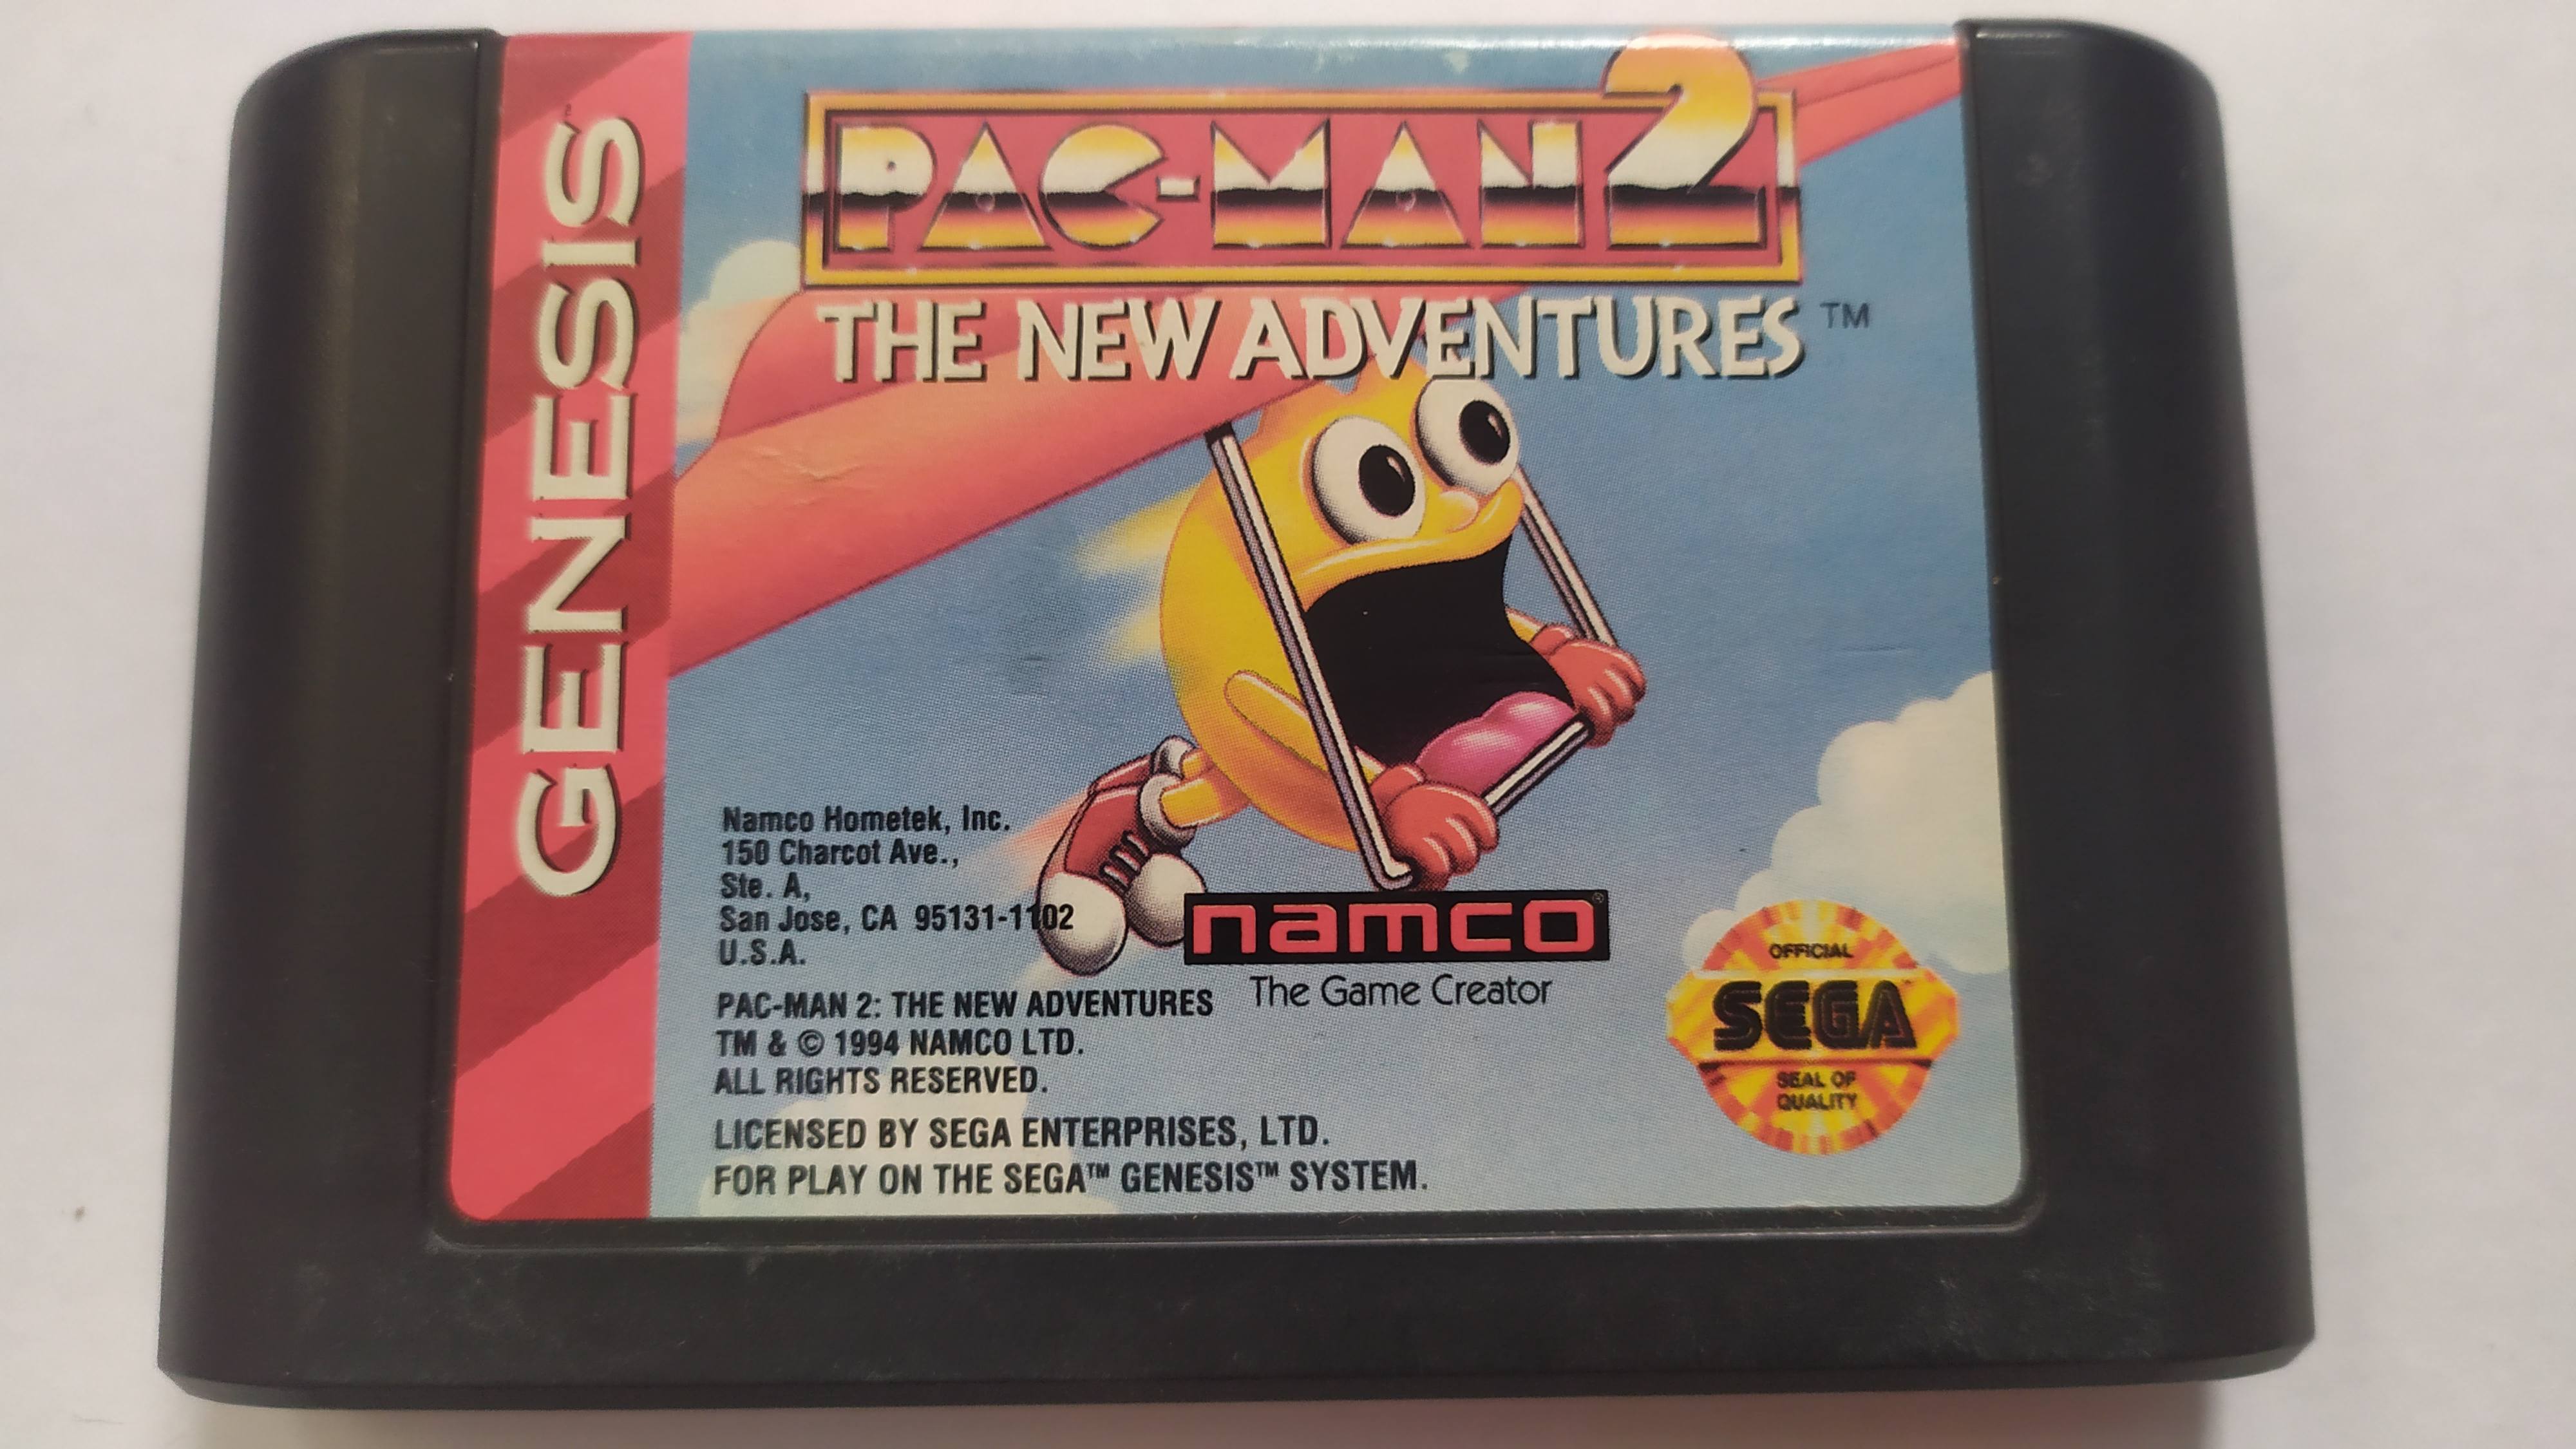 GENESIS
PAC-MAN 2
THE NEW ADVENTURES™
Namco Hometek, Inc.
150 Charcot Ave.,
Ste. A,
San Jose, CA 95131-1102
U.S.A.
namco®
The Game Creator
PAC-MAN 2: THE NEW ADVENTURES
TM & © 1994 NAMCO LTD.
ALL RIGHTS RESERVED.
LICENSED BY SEGA ENTERPRISES, LTD.
FOR PLAY ON THE SEGA™ GENESIS™ SYSTEM.
OFFICIAL
SEGA
SEAL OF
QUALITY